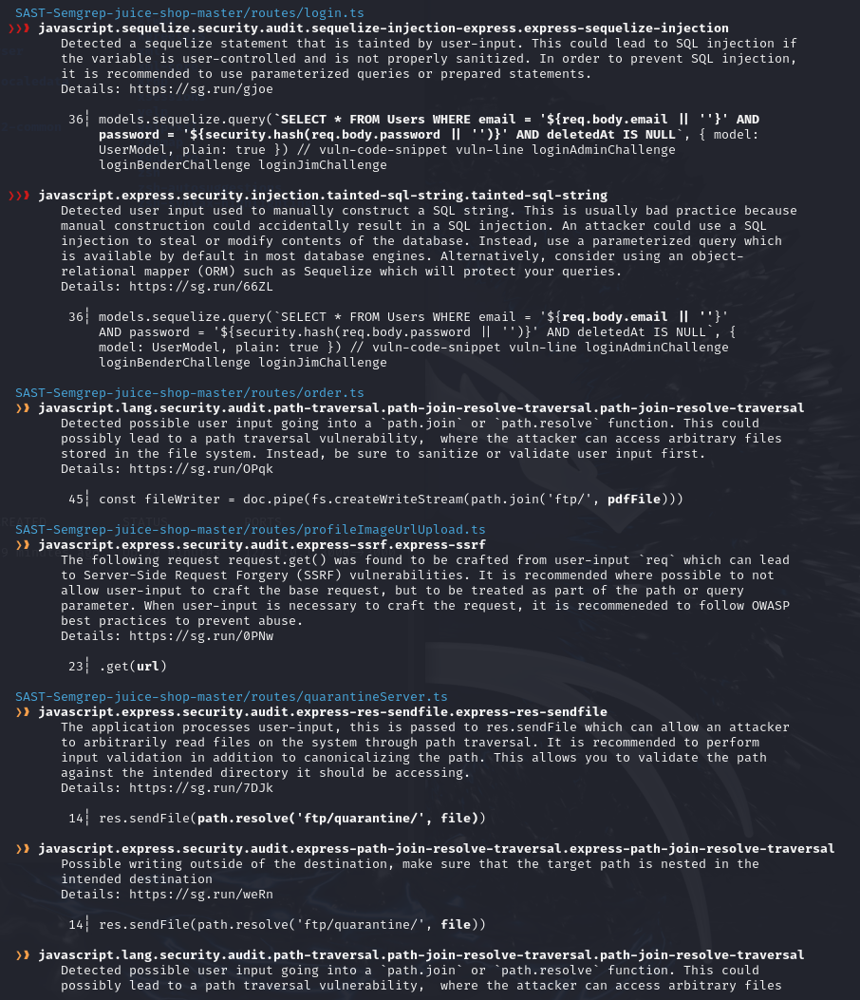 SAST-Semgrep-juice-shop-master/routes/login.ts
❯❯❱ javascript.sequelize.security.audit.sequelize-injection-express.express-sequelize-injection
Detected a sequelize statement that is tainted by user-input. This could lead to SQL injection if
the variable is user-controlled and is not properly sanitized. In order to prevent SQL injection,
it is recommended to use parameterized queries or prepared statements.
Details: https://sg.run/gjoe
36┆ models.sequelize.query(`SELECT * FROM Users WHERE email = '${req.body.email || ''}' AND
password = '${security.hash(req.body.password || '')}' AND deletedAt IS NULL`, { model:
UserModel, plain: true }) // vuln-code-snippet vuln-line loginAdminChallenge
loginBenderChallenge loginJimChallenge
❯❯❱ javascript.express.security.injection.tainted-sql-string.tainted-sql-string
Detected user input used to manually construct a SQL string. This is usually bad practice because
manual construction could accidentally result in a SQL injection. An attacker could use a SQL
injection to steal or modify contents of the database. Instead, use a parameterized query which
is available by default in most database engines. Alternatively, consider using an object-
relational mapper (ORM) such as Sequelize which will protect your queries.
Details: https://sg.run/66ZL
36┆ models.sequelize.query(`SELECT * FROM Users WHERE email = '${req.body.email || ''}'
AND password = '${security.hash(req.body.password || '')}' AND deletedAt IS NULL`, {
model: UserModel, plain: true }) // vuln-code-snippet vuln-line loginAdminChallenge
loginBenderChallenge loginJimChallenge
SAST-Semgrep-juice-shop-master/routes/order.ts
❯❱ javascript.lang.security.audit.path-traversal.path-join-resolve-traversal.path-join-resolve-traversal
Detected possible user input going into a `path.join` or `path.resolve` function. This could
possibly lead to a path traversal vulnerability,  where the attacker can access arbitrary files
stored in the file system. Instead, be sure to sanitize or validate user input first.
Details: https://sg.run/OPqk
45┆ const fileWriter = doc.pipe(fs.createWriteStream(path.join('ftp/', pdfFile)))
SAST-Semgrep-juice-shop-master/routes/profileImageUrlUpload.ts
❯❱ javascript.express.security.audit.express-ssrf.express-ssrf
The following request request.get() was found to be crafted from user-input `req` which can lead
to Server-Side Request Forgery (SSRF) vulnerabilities. It is recommended where possible to not
allow user-input to craft the base request, but to be treated as part of the path or query
parameter. When user-input is necessary to craft the request, it is recommeneded to follow OWASP
best practices to prevent abuse.
Details: https://sg.run/0PNw
23┆ .get(url)
SAST-Semgrep-juice-shop-master/routes/quarantineServer.ts
❯❱ javascript.express.security.audit.express-res-sendfile.express-res-sendfile
The application processes user-input, this is passed to res.sendFile which can allow an attacker
to arbitrarily read files on the system through path traversal. It is recommended to perform
input validation in addition to canonicalizing the path. This allows you to validate the path
against the intended directory it should be accessing.
Details: https://sg.run/7DJk
14┆ res.sendFile(path.resolve('ftp/quarantine/', file))
❯❱ javascript.express.security.audit.express-path-join-resolve-traversal.express-path-join-resolve-traversal
Possible writing outside of the destination, make sure that the target path is nested in the
intended destination
Details: https://sg.run/weRn
14┆ res.sendFile(path.resolve('ftp/quarantine/', file))
❯❱ javascript.lang.security.audit.path-traversal.path-join-resolve-traversal.path-join-resolve-traversal
Detected possible user input going into a `path.join` or `path.resolve` function. This could
possibly lead to a path traversal vulnerability,  where the attacker can access arbitrary files